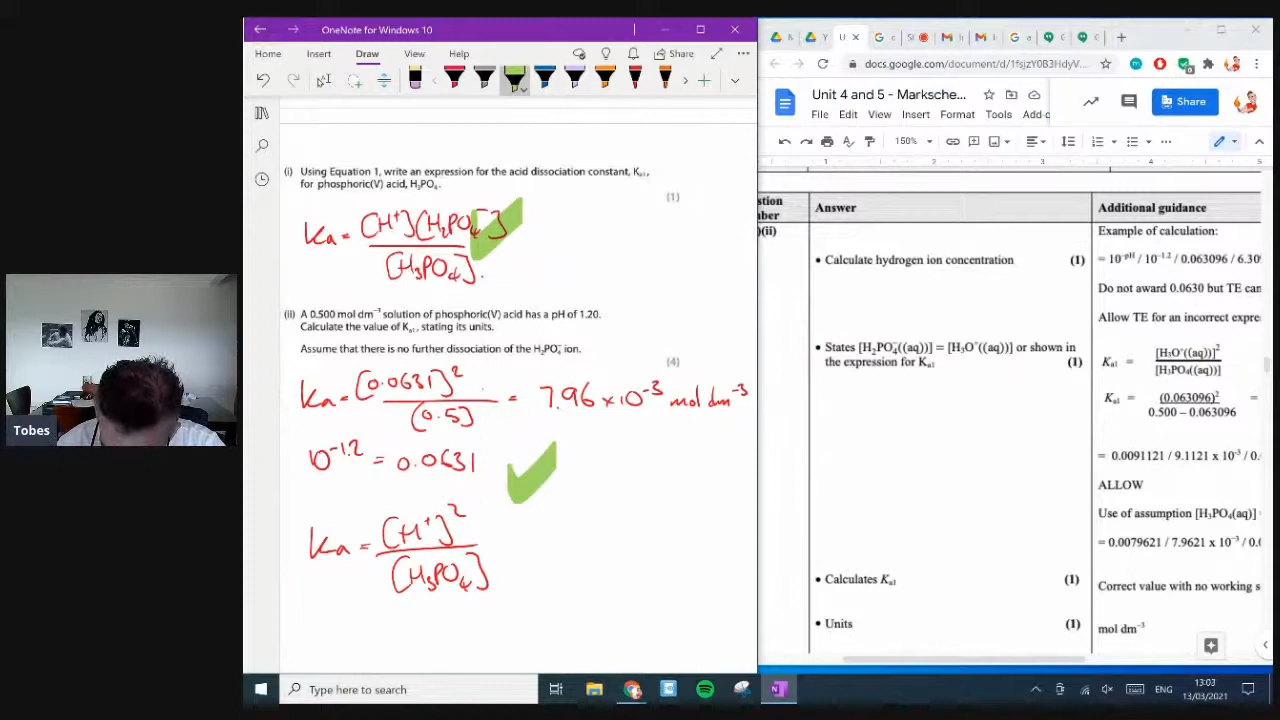 OneNote for Windows 10
Home Insert Draw View Help Share
(i) Using Equation 1, write an expression for the acid dissociation constant, Ka1,
for phosphoric(V) acid, H3PO4.
(1)
Ka = [H+][H2PO4-]
[H3PO4].
(ii) A 0.500 mol dm−3 solution of phosphoric(V) acid has a pH of 1.20.
Calculate the value of Ka1, stating its units.
Assume that there is no further dissociation of the H2PO4− ion.
(4)
Ka = [0.0631]2
[0.5]
= 7.96 × 10−3 mol dm−3
10−1.2 = 0.0631
Ka = [H+]2
[H3PO4]
Tobes
docs.google.com/document/d/1fsjzY0B3HdyV...
Unit 4 and 5 - Marksche...
Share
File Edit View Insert Format Tools Add-c
150%
1 2 3 4 5
stion
mber
Answer
Additional guidance
)(ii)
Example of calculation:
• Calculate hydrogen ion concentration (1)
= 10-pH / 10−1.2 / 0.063096 / 6.30
Do not award 0.0630 but TE can
Allow TE for an incorrect expre
• States [H2PO4−((aq))] = [H3O+((aq))] or shown in
the expression for Ka1 (1)
Ka1 = [H3O+((aq))]2
[H3PO4((aq))]
Ka1 = (0.063096)2 =
0.500 − 0.063096
= 0.0091121 / 9.1121 x 10−3 / 0.
ALLOW
Use of assumption [H3PO4(aq)] =
= 0.0079621 / 7.9621 x 10−3 / 0.
• Calculates Ka1 (1)
Correct value with no working s
• Units (1)
mol dm−3
Type here to search
ENG
13:03
13/03/2021